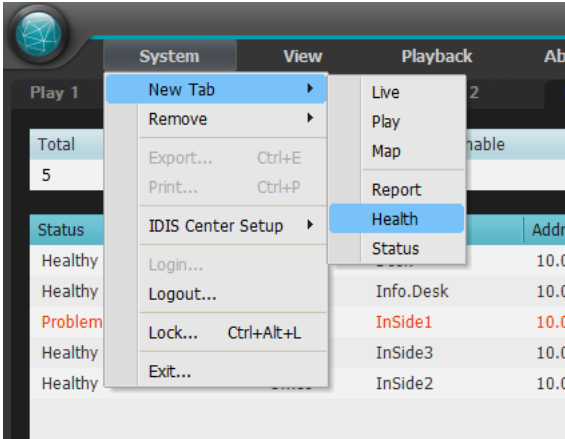 System View Playback Ab
Play 1 New Tab Live 2
Remove Play
Total Export... Ctrl+E Map nable
5 Print... Ctrl+P Report
Status IDIS Center Setup Health Addr
Healthy Login... Status 10.0
Healthy Logout... Info.Desk 10.0
Problem Lock... Ctrl+Alt+L InSide1 10.0
Healthy InSide3 10.0
Healthy Exit... InSide2 10.0